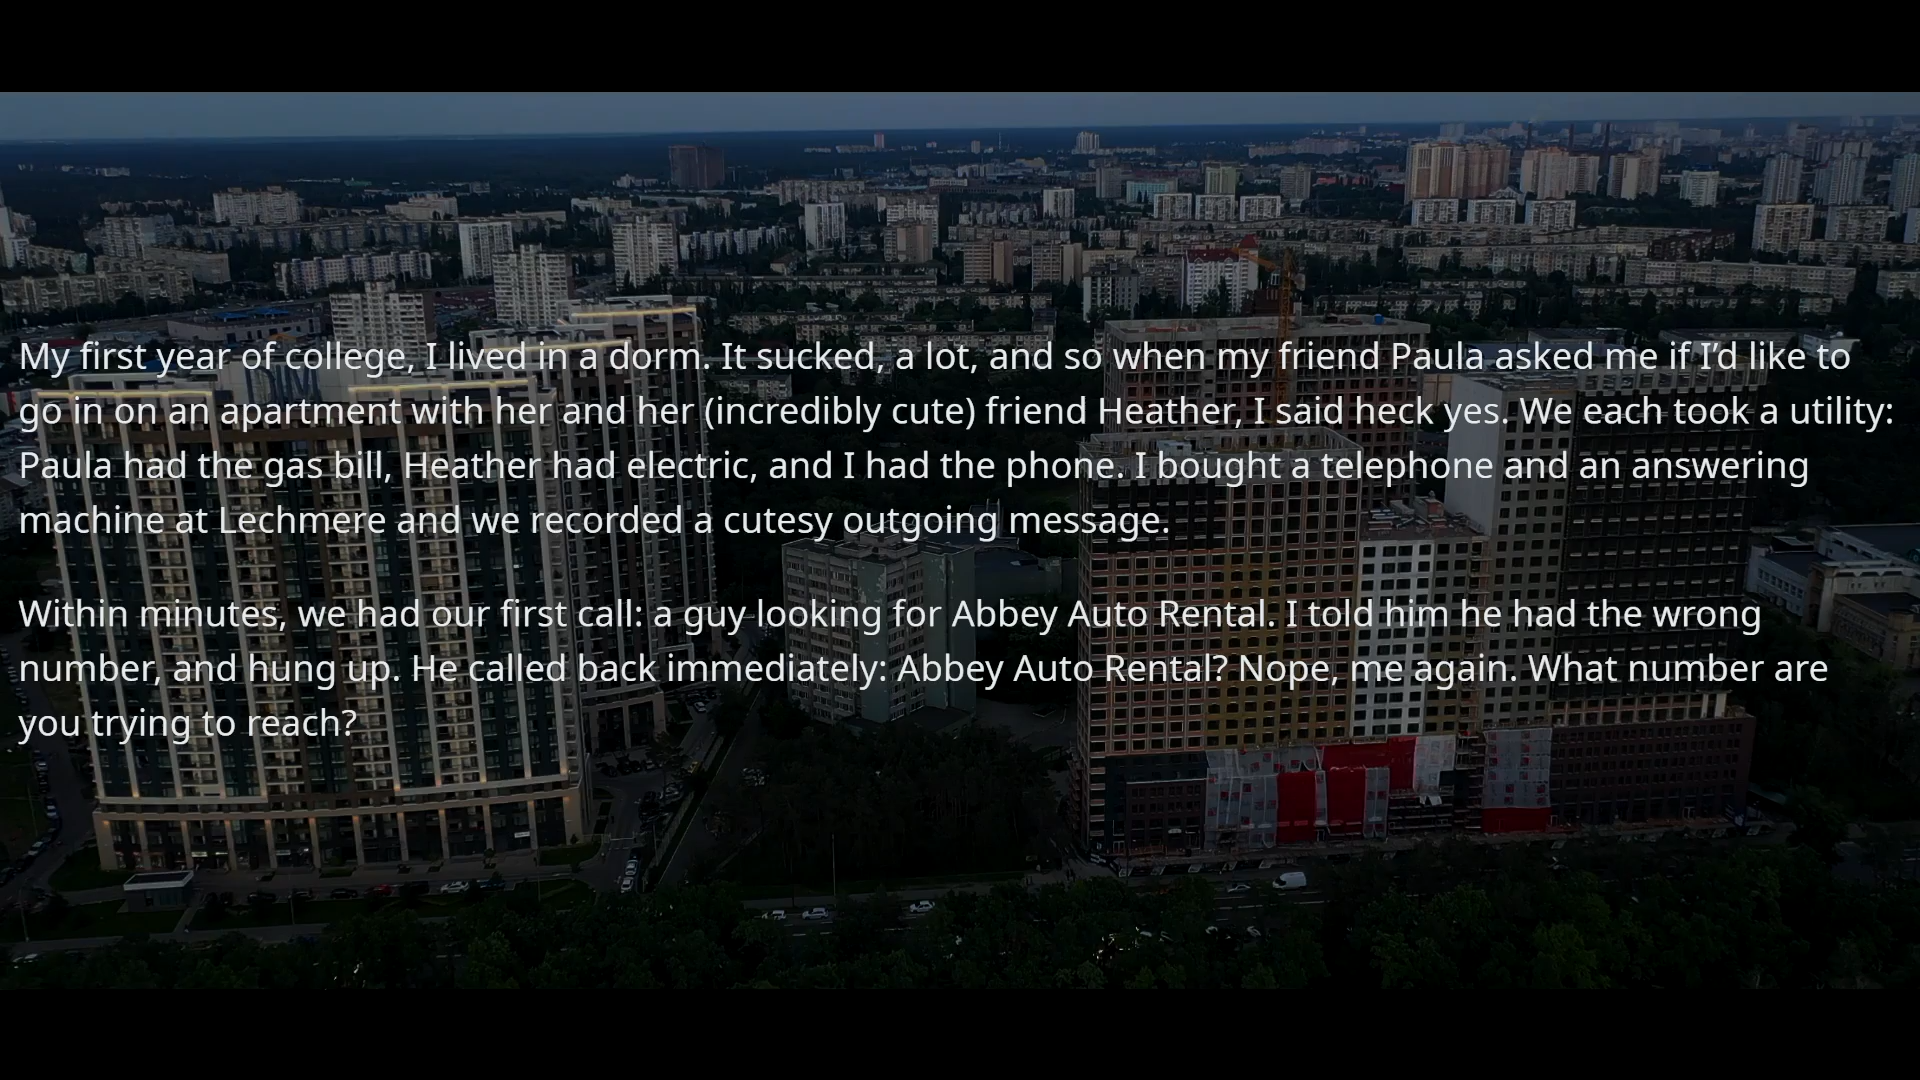 My first year of college, I lived in a dorm. It sucked, a lot, and so when my friend Paula asked me if I’d like to
go in on an apartment with her and her (incredibly cute) friend Heather, I said heck yes. We each took a utility:
Paula had the gas bill, Heather had electric, and I had the phone. I bought a telephone and an answering
machine at Lechmere and we recorded a cutesy outgoing message.
Within minutes, we had our first call: a guy looking for Abbey Auto Rental. I told him he had the wrong
number, and hung up. He called back immediately: Abbey Auto Rental? Nope, me again. What number are
you trying to reach?